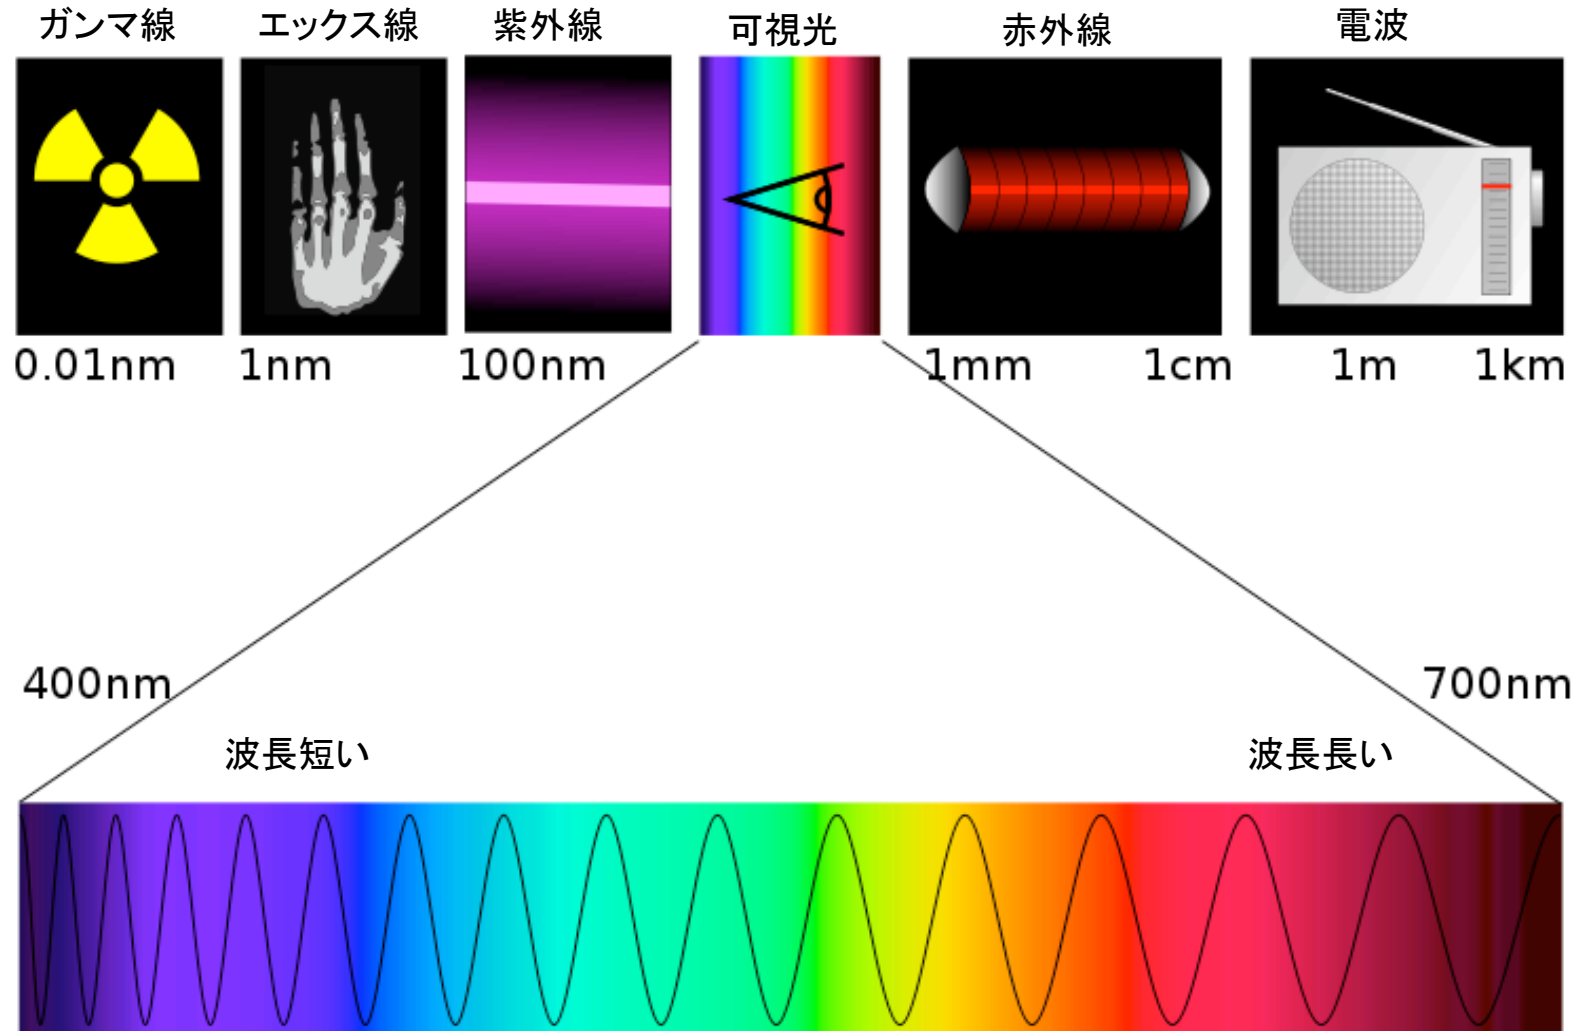 ガンマ線 エックス線 紫外線 可視光 赤外線 電波
0.01nm 1nm 100nm 1mm 1cm 1m 1km
400nm 700nm
波長短い 波長長い